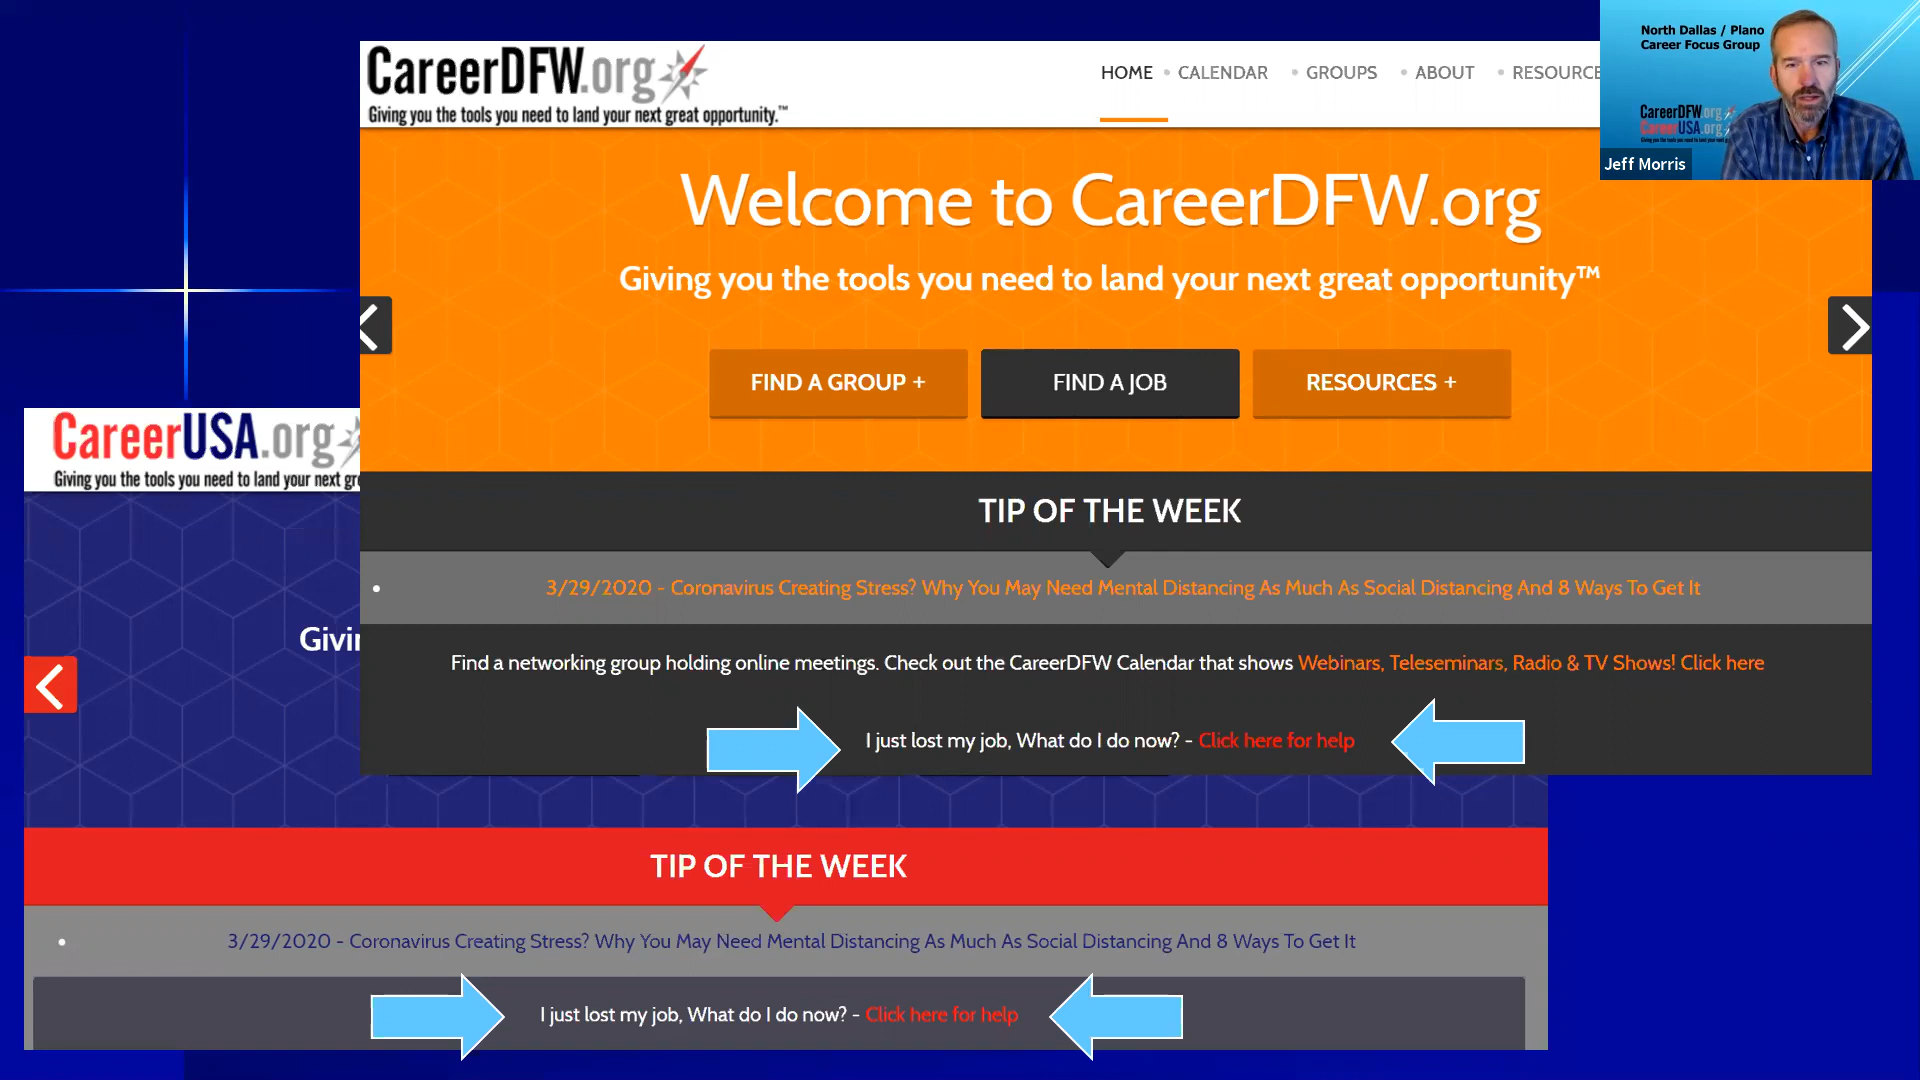 CareerDFW.org
Giving you the tools you need to land your next great opportunity.™
HOME • CALENDAR • GROUPS • ABOUT • RESOURCE
North Dallas / Plano
Career Focus Group
CareerDFW.org
CareerUSA.org
Jeff Morris
Welcome to CareerDFW.org
Giving you the tools you need to land your next great opportunity™
FIND A GROUP +
FIND A JOB
RESOURCES +
CareerUSA.org
Giving you the tools you need to land your next gr
TIP OF THE WEEK
• 3/29/2020 - Coronavirus Creating Stress? Why You May Need Mental Distancing As Much As Social Distancing And 8 Ways To Get It
Givi
Find a networking group holding online meetings. Check out the CareerDFW Calendar that shows Webinars, Teleseminars, Radio & TV Shows! Click here
I just lost my job, What do I do now? - Click here for help
TIP OF THE WEEK
• 3/29/2020 - Coronavirus Creating Stress? Why You May Need Mental Distancing As Much As Social Distancing And 8 Ways To Get It
I just lost my job, What do I do now? - Click here for help